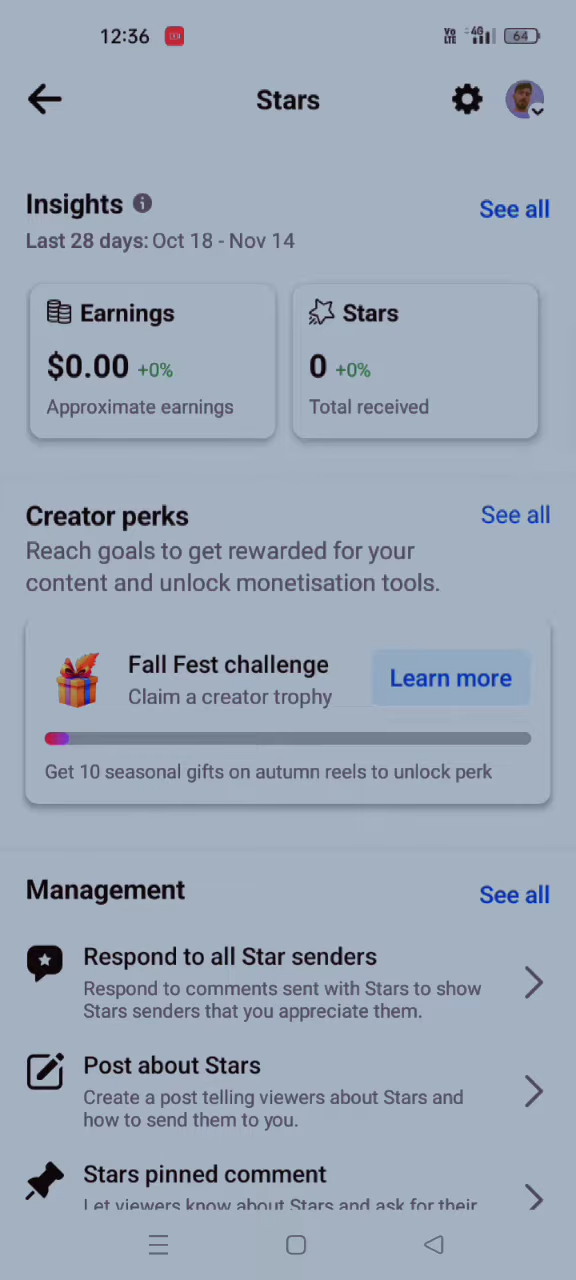 12:36
Vo LTE 4G 64
Stars
Insights
See all
Last 28 days: Oct 18 - Nov 14
Earnings
$0.00 +0%
Approximate earnings
Stars
0 +0%
Total received
Creator perks
See all
Reach goals to get rewarded for your
content and unlock monetisation tools.
Fall Fest challenge
Claim a creator trophy
Learn more
Get 10 seasonal gifts on autumn reels to unlock perk
Management
See all
Respond to all Star senders
Respond to comments sent with Stars to show
Stars senders that you appreciate them.
Post about Stars
Create a post telling viewers about Stars and
how to send them to you.
Stars pinned comment
Let viewers know about Stars and ask for their